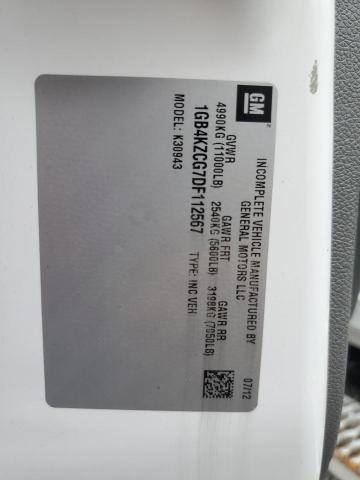 GM
INCOMPLETE VEHICLE MANUFACTURED BY
GENERAL MOTORS LLC
07/12
GVWR GAWR FRT GAWR RR
4990KG (11000LB) 2540KG (5600LB) 3198KG (7050LB)
1GB4KZCG7DF112567 TYPE: INC VEH
MODEL: K30943